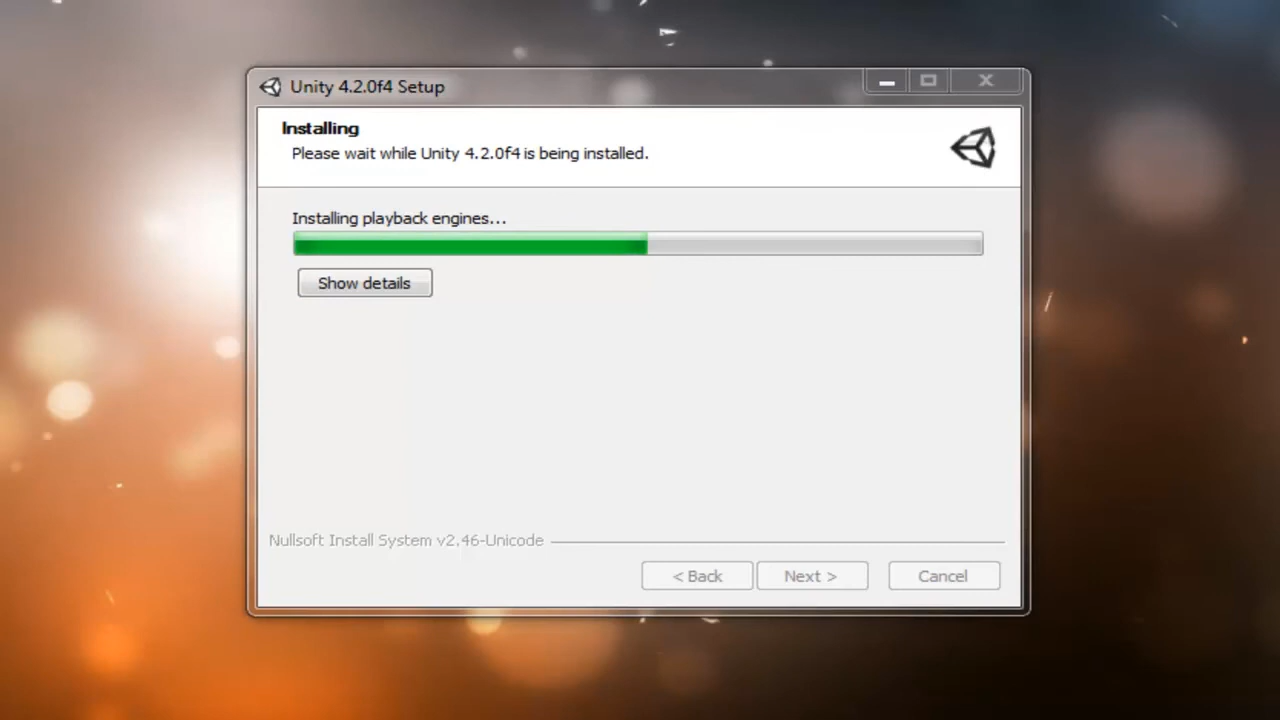 Unity 4.2.0f4 Setup
Installing
Please wait while Unity 4.2.0f4 is being installed.
Installing playback engines...
Show details
Nullsoft Install System v2.46-Unicode
< Back
Next >
Cancel